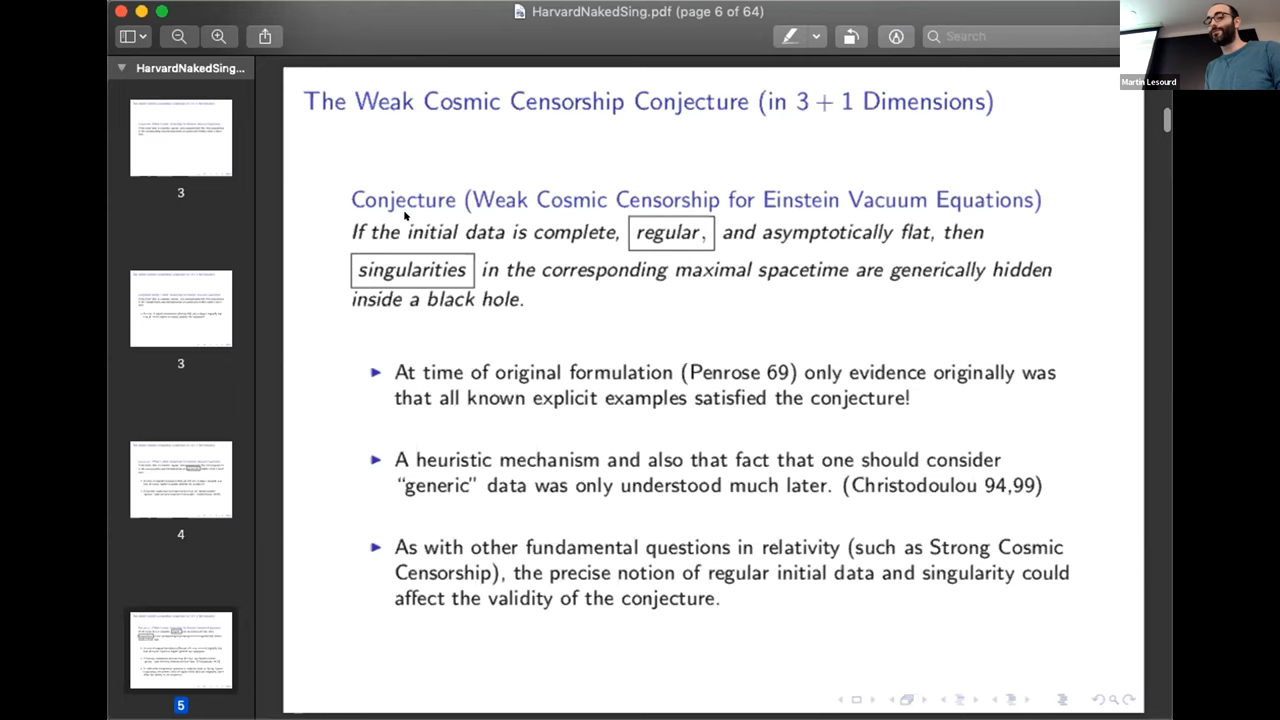 HarvardNakedSing.pdf (page 6 of 64)
Search
Martin Lesourd
HarvardNakedSing...
3
3
4
5
The Weak Cosmic Censorship Conjecture (in 3 + 1 Dimensions)
Conjecture (Weak Cosmic Censorship for Einstein Vacuum Equations)
If the initial data is complete, regular, and asymptotically flat, then
singularities in the corresponding maximal spacetime are generically hidden
inside a black hole.
At time of original formulation (Penrose 69) only evidence originally was
that all known explicit examples satisfied the conjecture!
A heuristic mechanism and also that fact that one should consider
“generic” data was only understood much later. (Christodoulou 94,99)
As with other fundamental questions in relativity (such as Strong Cosmic
Censorship), the precise notion of regular initial data and singularity could
affect the validity of the conjecture.